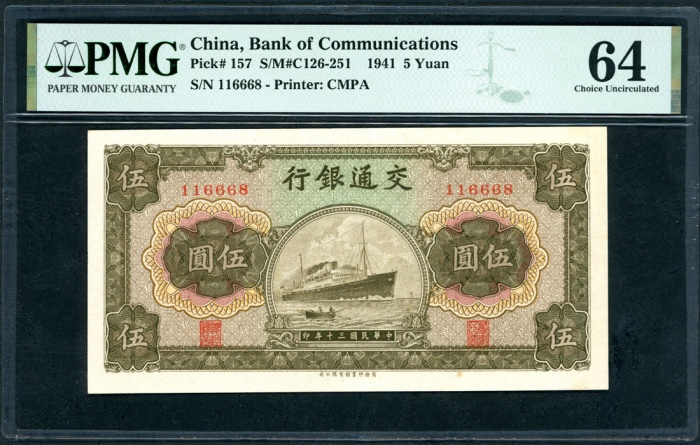 PMG
PAPER MONEY GUARANTY
China, Bank of Communications
Pick# 157 S/M#C126-251 1941 5 Yuan
S/N 116668 - Printer: CMPA
64
Choice Uncirculated
伍 伍
行銀通交
116668 116668
圓伍 圓伍
伍 伍
印年十三國民華中